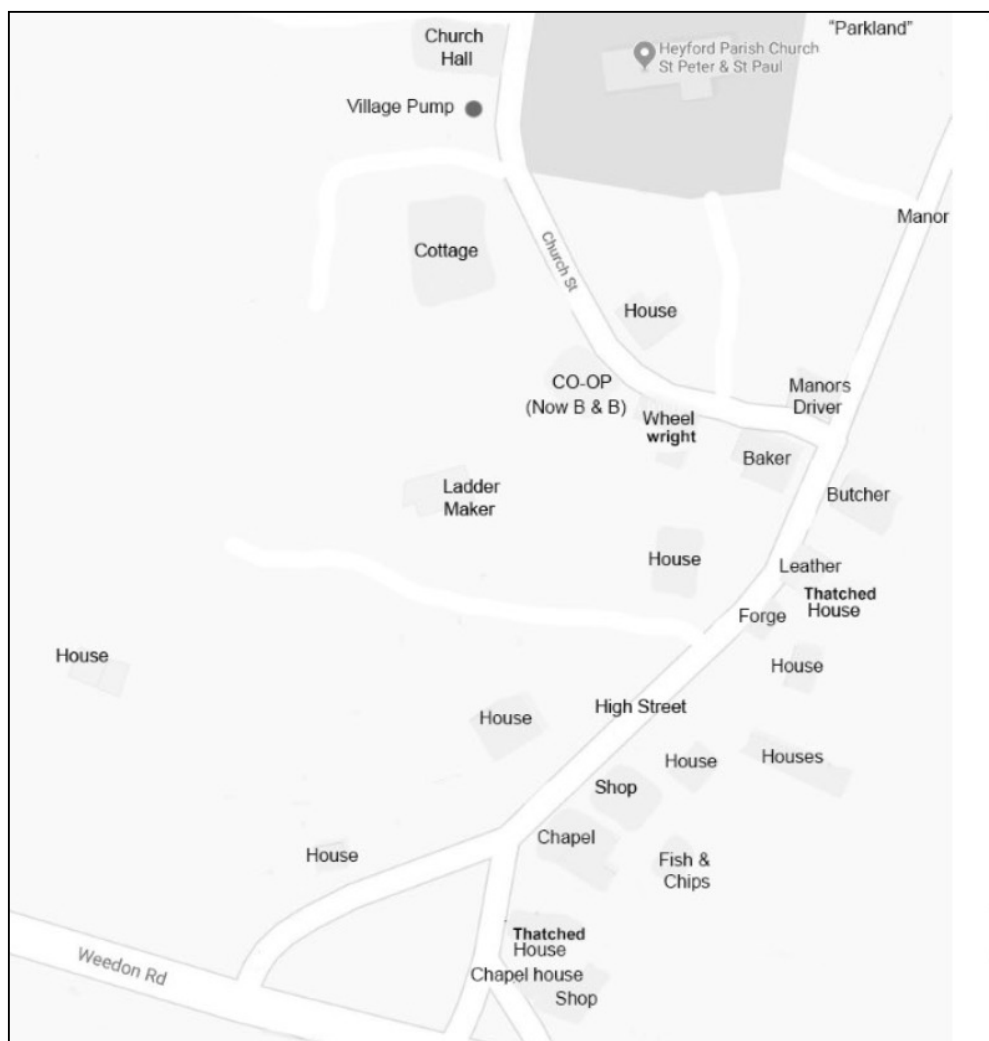 Church
Hall
Heyford Parish Church
St Peter & St Paul
“Parkland”
Village Pump
Manor
Cottage
Church St
House
CO-OP
(Now B & B)
Manors
Driver
Wheel
wright
Baker
Ladder
Maker
Butcher
House
Leather
Thatched
House
Forge
House
House
High Street
House
House
Houses
Shop
Chapel
House
Fish &
Chips
Thatched
House
Weedon Rd
Chapel house
Shop